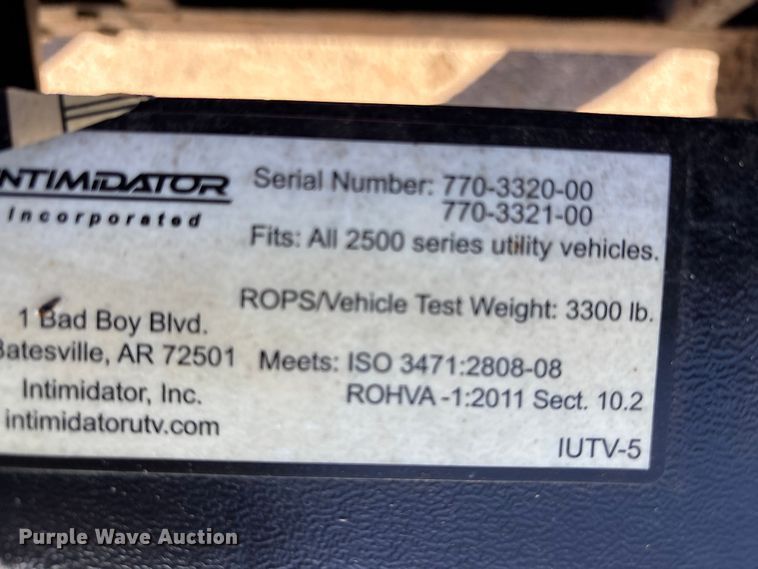 INTIMiDATOR
Incorporated
Serial Number: 770-3320-00
770-3321-00
Fits: All 2500 series utility vehicles.
ROPS/Vehicle Test Weight: 3300 lb.
Meets: ISO 3471:2808-08
ROHVA -1:2011 Sect. 10.2
1 Bad Boy Blvd.
Batesville, AR 72501
Intimidator, Inc.
intimidatorutv.com
IUTV-5
Purple Wave Auction